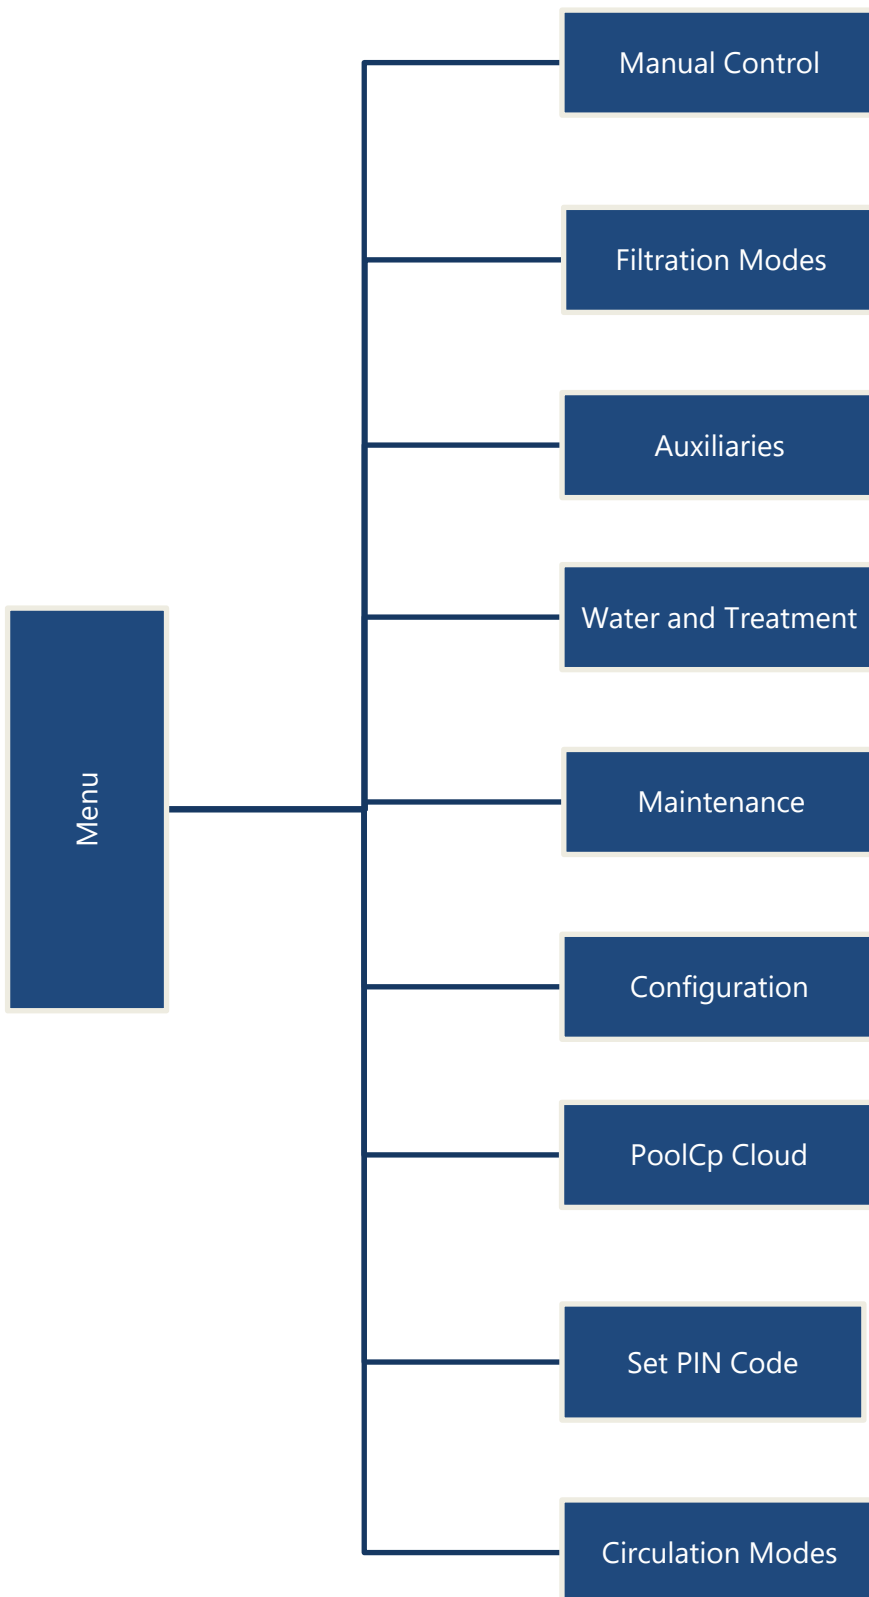 Manual Control
Filtration Modes
Auxiliaries
Water and Treatment
Menu
Maintenance
Configuration
PoolCp Cloud
Set PIN Code
Circulation Modes